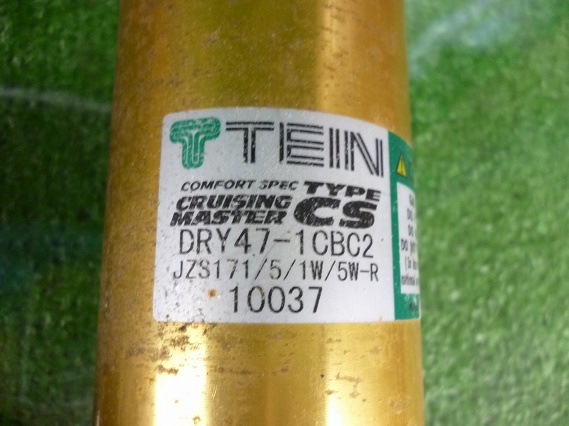 TEIN
COMFORT SPEC TYPE
CRUISING
MASTER CS
DRY47-1CBC2
JZS171/5/1W/5W-R
10037